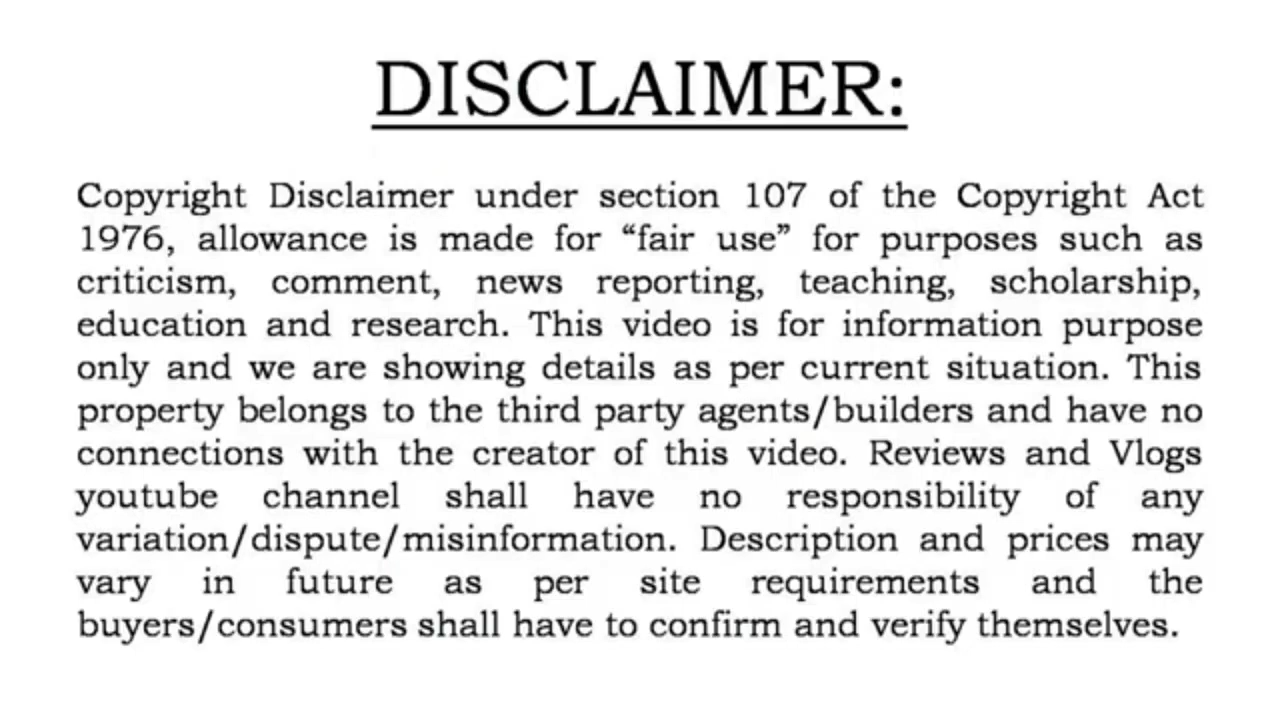 DISCLAIMER:
Copyright Disclaimer under section 107 of the Copyright Act
1976, allowance is made for “fair use” for purposes such as
criticism, comment, news reporting, teaching, scholarship,
education and research. This video is for information purpose
only and we are showing details as per current situation. This
property belongs to the third party agents/builders and have no
connections with the creator of this video. Reviews and Vlogs
youtube channel shall have no responsibility of any
variation/dispute/misinformation. Description and prices may
vary in future as per site requirements and the
buyers/consumers shall have to confirm and verify themselves.